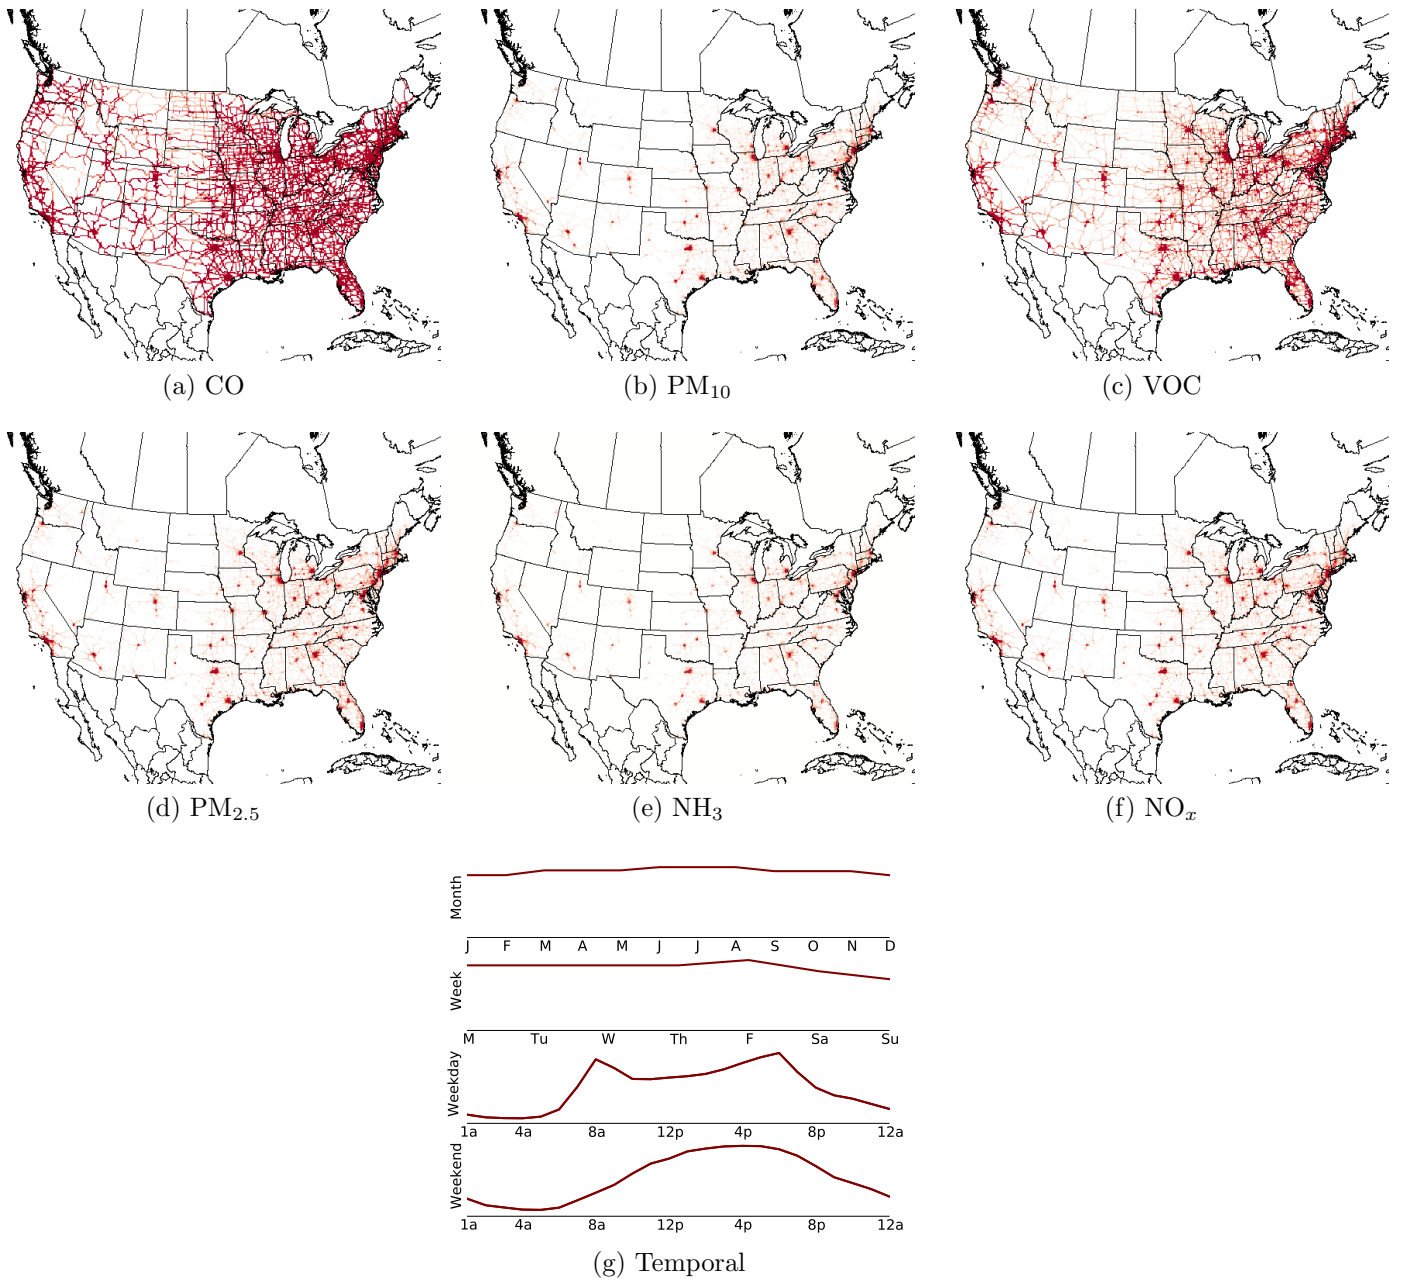 (a) CO
(b) PM₁₀
(c) VOC
(d) PM₂.₅
(e) NH₃
(f) NOₓ
Month
J F M A M J J A S O N D
Week
M Tu W Th F Sa Su
Weekday
1a 4a 8a 12p 4p 8p 12a
Weekend
1a 4a 8a 12p 4p 8p 12a
(g) Temporal